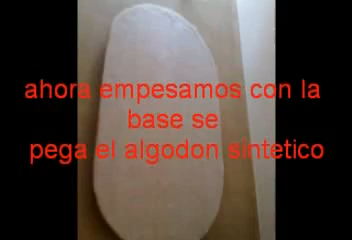 ahora empesamos con la
base se
pega el algodon sintetico